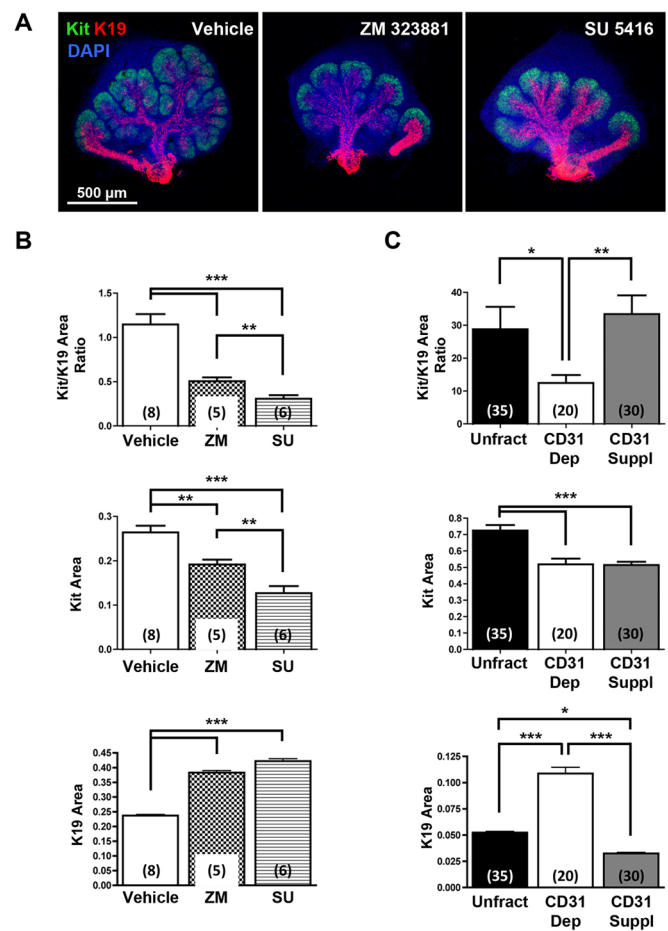 A
Kit K19
DAPI
Vehicle
ZM 323881
SU 5416
500 µm
B
Kit/K19 Area
Ratio
1.5
1.0
0.5
0.0
***
**
(8)
(5)
(6)
Vehicle
ZM
SU
Kit Area
0.3
0.2
0.1
0.0
***
**
**
(8)
(5)
(6)
Vehicle
ZM
SU
K19 Area
0.45
0.40
0.35
0.30
0.25
0.20
0.15
0.10
0.05
0.00
***
(8)
(5)
(6)
Vehicle
ZM
SU
C
Kit/K19 Area
Ratio
40
30
20
10
0
*
**
(35)
(20)
(30)
Unfract
CD31
Dep
CD31
Suppl
Kit Area
0.8
0.7
0.6
0.5
0.4
0.3
0.2
0.1
0.0
***
(35)
(20)
(30)
Unfract
CD31
Dep
CD31
Suppl
K19 Area
0.125
0.100
0.075
0.050
0.025
0.000
*
***
***
(35)
(20)
(30)
Unfract
CD31
Dep
CD31
Suppl